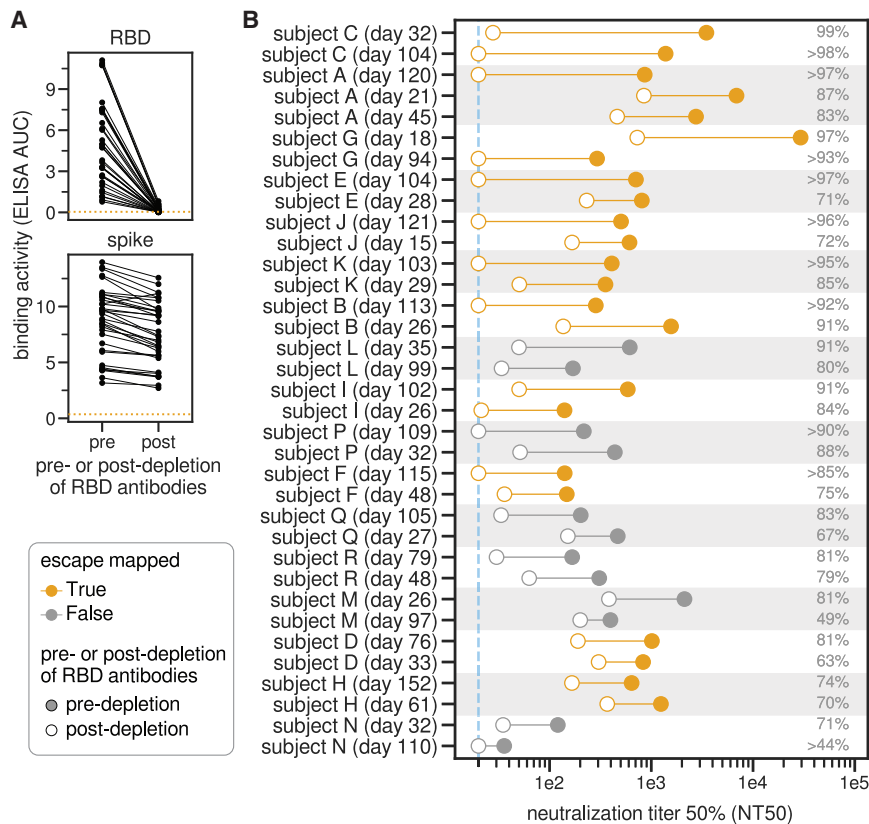 A
RBD
9
6
3
0
spike
10
5
0
binding activity (ELISA AUC)
pre post
pre- or post-depletion
of RBD antibodies
escape mapped
True
False
pre- or post-depletion
of RBD antibodies
pre-depletion
post-depletion
B
subject C (day 32) 99%
subject C (day 104) >98%
subject A (day 120) >97%
subject A (day 21) 87%
subject A (day 45) 83%
subject G (day 18) 97%
subject G (day 94) >93%
subject E (day 104) >97%
subject E (day 28) 71%
subject J (day 121) >96%
subject J (day 15) 72%
subject K (day 103) >95%
subject K (day 29) 85%
subject B (day 113) >92%
subject B (day 26) 91%
subject L (day 35) 91%
subject L (day 99) 80%
subject I (day 102) 91%
subject I (day 26) 84%
subject P (day 109) >90%
subject P (day 32) 88%
subject F (day 115) >85%
subject F (day 48) 75%
subject Q (day 105) 83%
subject Q (day 27) 67%
subject R (day 79) 81%
subject R (day 48) 79%
subject M (day 26) 81%
subject M (day 97) 49%
subject D (day 76) 81%
subject D (day 33) 63%
subject H (day 152) 74%
subject H (day 61) 70%
subject N (day 32) 71%
subject N (day 110) >44%
1e2 1e3 1e4 1e5
neutralization titer 50% (NT50)